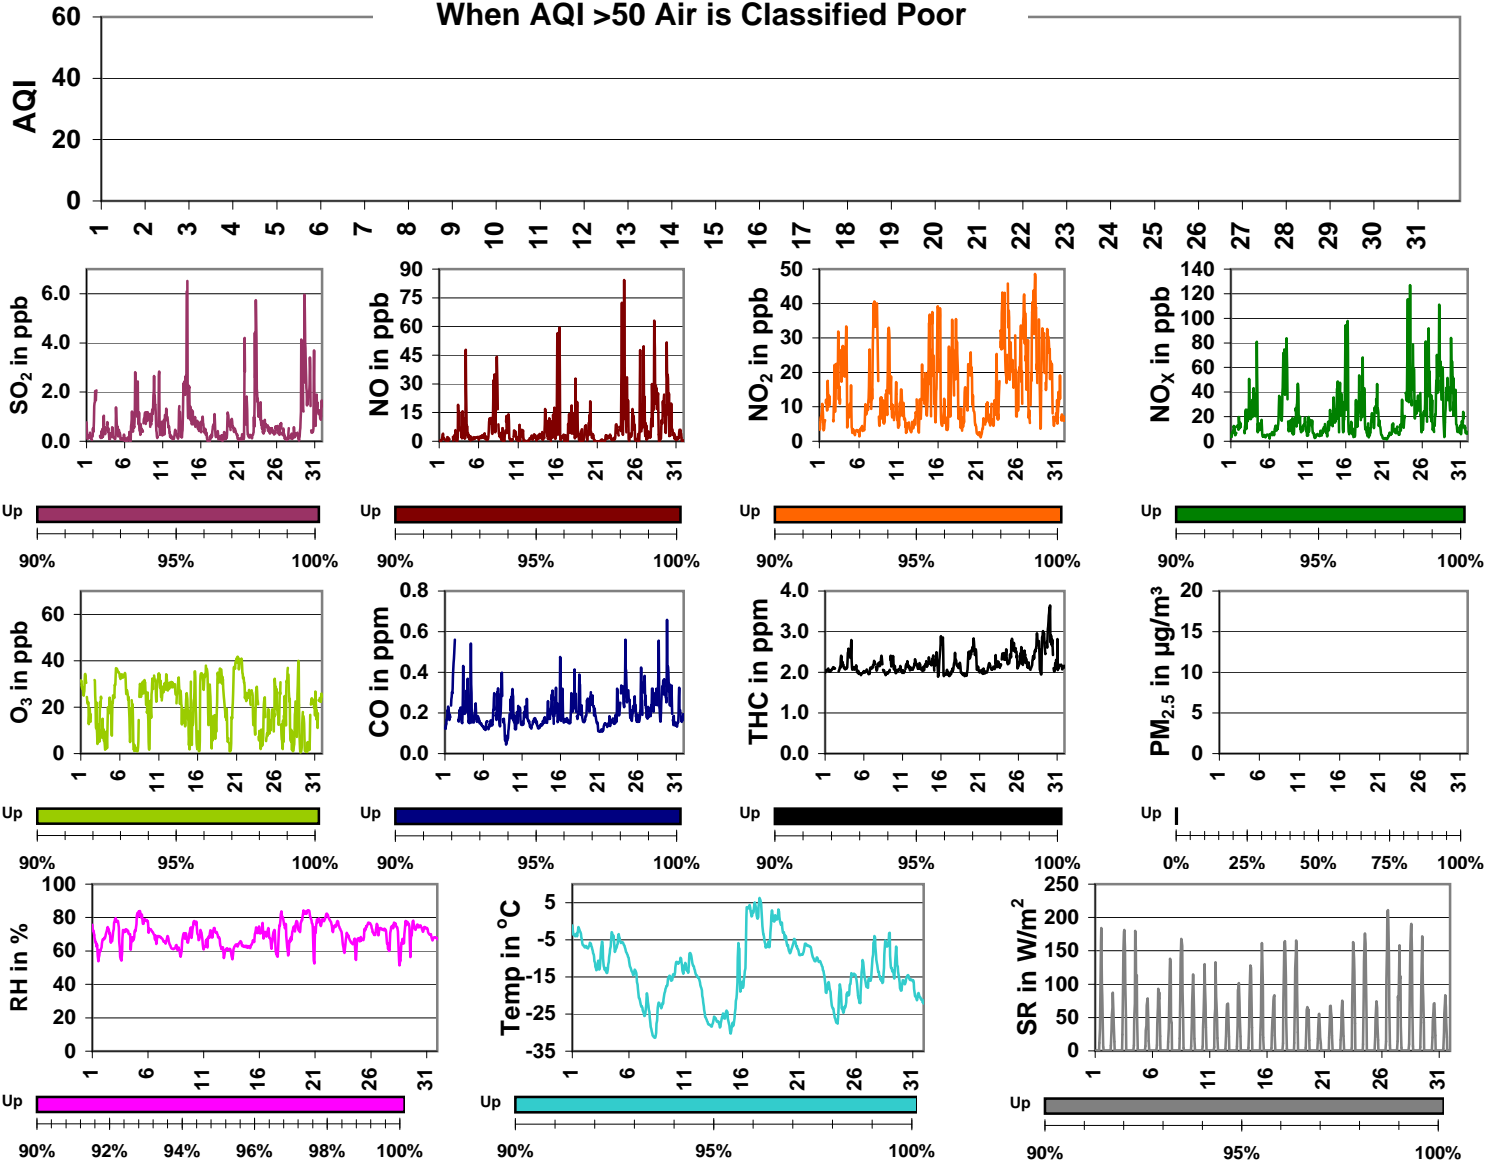 When AQI >50 Air is Classified Poor
AQI
60
40
20
0
1 2 3 4 5 6 7 8 9 10 11 12 13 14 15 16 17 18 19 20 21 22 23 24 25 26 27 28 29 30 31
SO2 in ppb
6.0
4.0
2.0
0.0
1 6 11 16 21 26 31
NO in ppb
90
75
60
45
30
15
0
1 6 11 16 21 26 31
NO2 in ppb
50
40
30
20
10
0
1 6 11 16 21 26 31
NOX in ppb
140
120
100
80
60
40
20
0
1 6 11 16 21 26 31
Up
90% 95% 100%
Up
90% 95% 100%
Up
90% 95% 100%
Up
90% 95% 100%
O3 in ppb
60
40
20
0
1 6 11 16 21 26 31
CO in ppm
0.8
0.6
0.4
0.2
0.0
1 6 11 16 21 26 31
THC in ppm
4.0
3.0
2.0
1.0
0.0
1 6 11 16 21 26 31
PM2.5 in µg/m³
20
15
10
5
0
1 6 11 16 21 26 31
Up
90% 95% 100%
Up
90% 95% 100%
Up
90% 95% 100%
Up
0% 25% 50% 75% 100%
RH in %
100
80
60
40
20
0
1 6 11 16 21 26 31
Temp in °C
5
-5
-15
-25
-35
1 6 11 16 21 26 31
SR in W/m2
250
200
150
100
50
0
1 6 11 16 21 26 31
Up
90% 92% 94% 96% 98% 100%
Up
90% 95% 100%
Up
90% 95% 100%